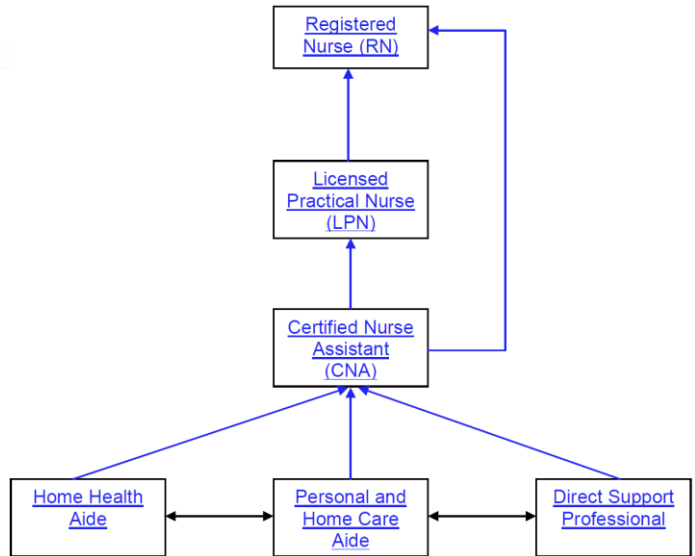 Registered
Nurse (RN)
Licensed
Practical Nurse
(LPN)
Certified Nurse
Assistant
(CNA)
Home Health
Aide
Personal and
Home Care
Aide
Direct Support
Professional